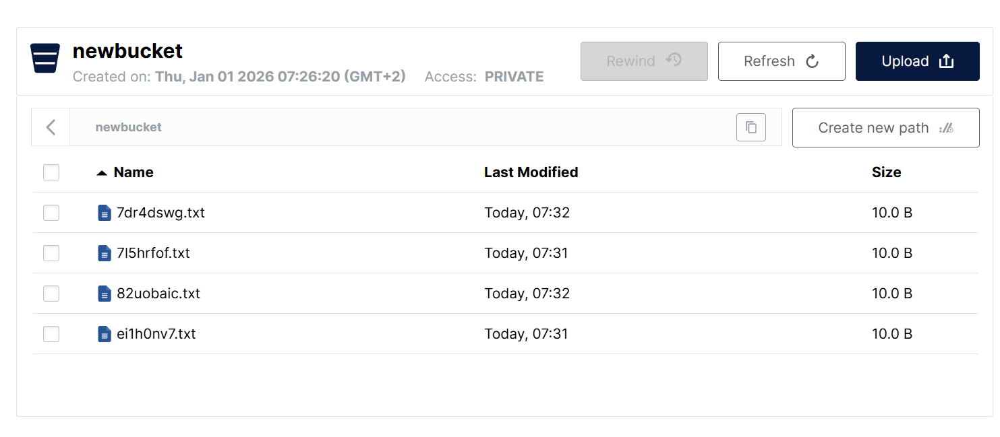 newbucket
Created on: Thu, Jan 01 2026 07:26:20 (GMT+2) Access: PRIVATE
Rewind Refresh Upload
newbucket
Create new path
Name Last Modified Size
7dr4dswg.txt Today, 07:32 10.0 B
7l5hrfof.txt Today, 07:31 10.0 B
82uobaic.txt Today, 07:32 10.0 B
ei1h0nv7.txt Today, 07:31 10.0 B